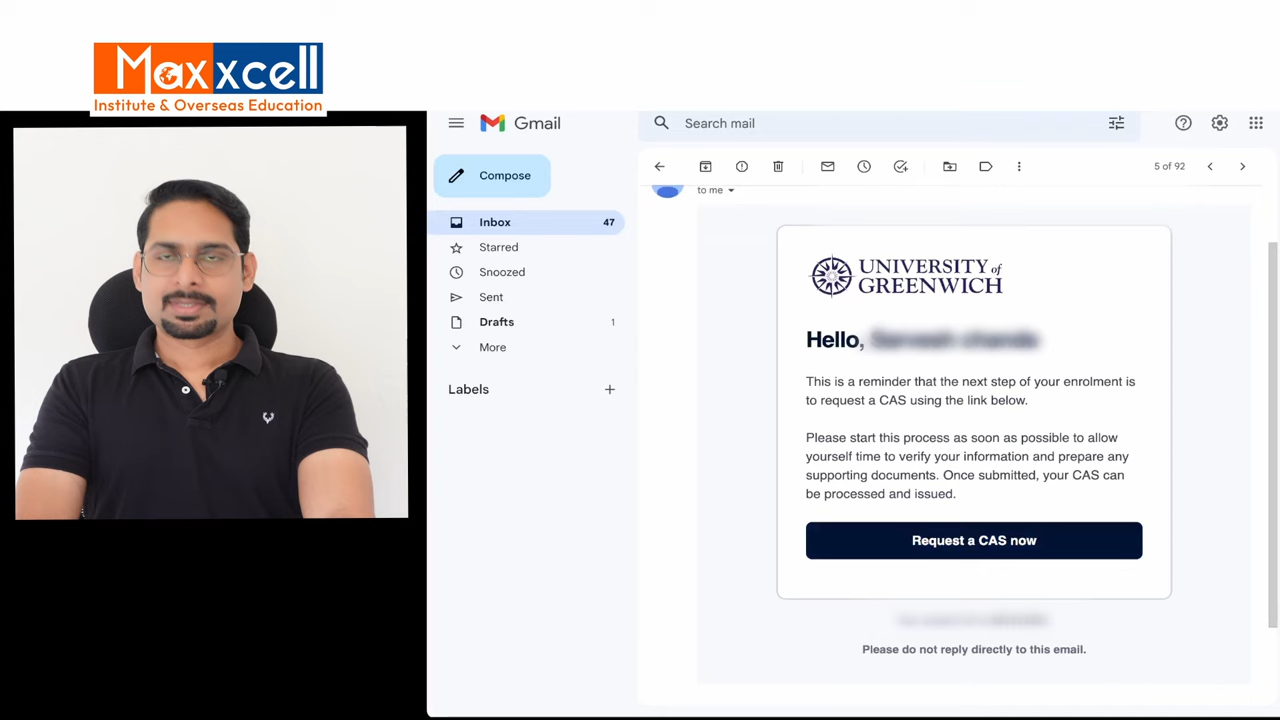 Maxxcell
Institute & Overseas Education
Gmail
Search mail
Compose
5 of 92
to me
Inbox 47
Starred
Snoozed
Sent
Drafts 1
More
Labels
UNIVERSITY of
GREENWICH
Hello,
This is a reminder that the next step of your enrolment is
to request a CAS using the link below.
Please start this process as soon as possible to allow
yourself time to verify your information and prepare any
supporting documents. Once submitted, your CAS can
be processed and issued.
Request a CAS now
Please do not reply directly to this email.